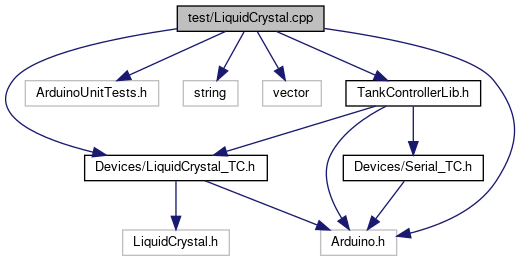 test/LiquidCrystal.cpp
ArduinoUnitTests.h
string
vector
TankControllerLib.h
Devices/LiquidCrystal_TC.h
Devices/Serial_TC.h
LiquidCrystal.h
Arduino.h